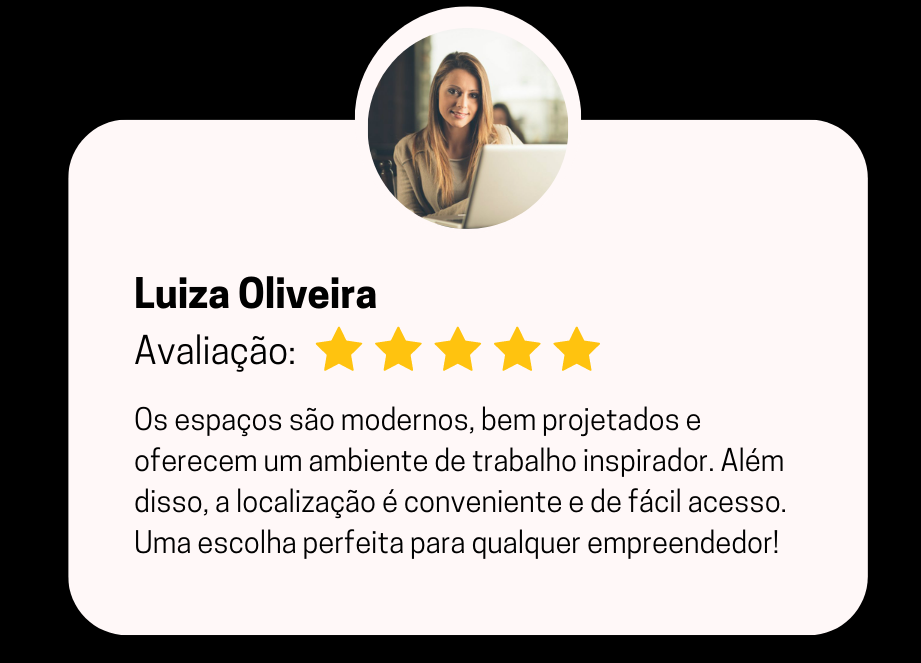 Luiza Oliveira
Avaliação:
Os espaços são modernos, bem projetados e
oferecem um ambiente de trabalho inspirador. Além
disso, a localização é conveniente e de fácil acesso.
Uma escolha perfeita para qualquer empreendedor!